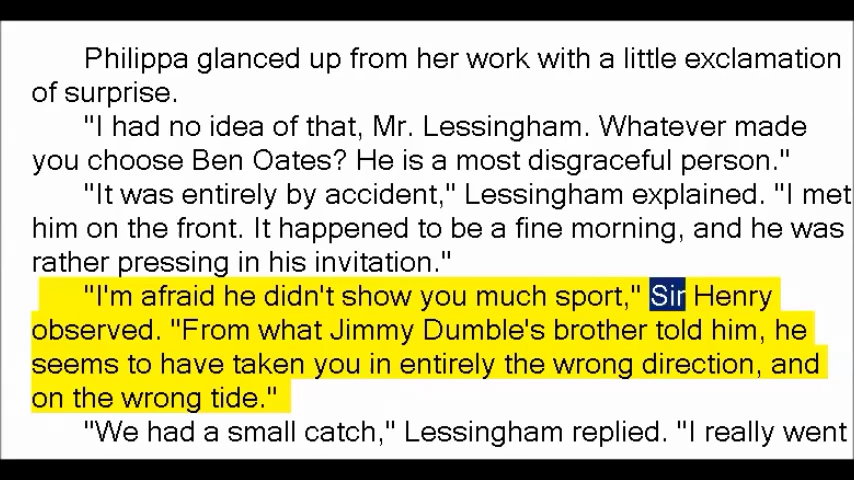 Philippa glanced up from her work with a little exclamation
of surprise.
"I had no idea of that, Mr. Lessingham. Whatever made
you choose Ben Oates? He is a most disgraceful person."
"It was entirely by accident," Lessingham explained. "I met
him on the front. It happened to be a fine morning, and he was
rather pressing in his invitation."
"I'm afraid he didn't show you much sport," Sir Henry
observed. "From what Jimmy Dumble's brother told him, he
seems to have taken you in entirely the wrong direction, and
on the wrong tide."
"We had a small catch," Lessingham replied. "I really went